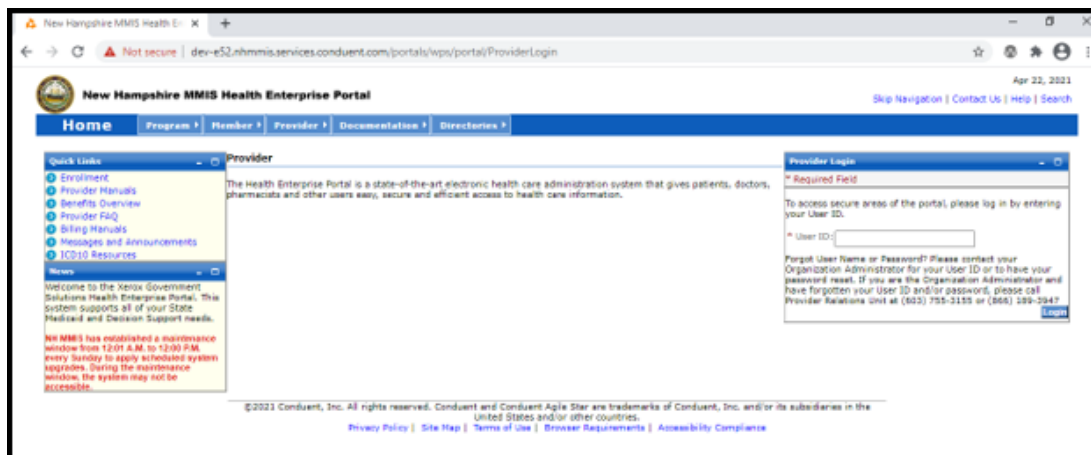 New Hampshire MMIS Health En
Not secure | dev-e52.nhmmis.services.conduent.com/portals/wps/portal/ProviderLogin
Apr 22, 2021
New Hampshire MMIS Health Enterprise Portal
Skip Navigation | Contact Us | Help | Search
Home Program Member Provider Documentation Directories
Quick Links
Enrollment
Provider Manuals
Benefits Overview
Provider FAQ
Billing Manuals
Messages and Announcements
ICD10 Resources
News
Welcome to the Xerox Government
Solutions Health Enterprise Portal. This
system supports all of your State
Medicaid and Decision Support needs.
NH MMIS has established a maintenance
window from 12:01 A.M. to 12:00 P.M.
every Sunday to apply scheduled system
upgrades. During the maintenance
window, the system may not be
accessible.
Provider
The Health Enterprise Portal is a state-of-the-art electronic health care administration system that gives patients, doctors,
pharmacists and other users easy, secure and efficient access to health care information.
Provider Login
* Required Field
To access secure areas of the portal, please log in by entering
your User ID.
* User ID:
Forgot User Name or Password? Please contact your
Organization Administrator for your User ID or to have your
password reset. If you are the Organization Administrator and
have forgotten your User ID and/or password, please call
Provider Relations Unit at (603) 755-3155 or (866) 189-3947
Login
©2021 Conduent, Inc. All rights reserved. Conduent and Conduent Agile Star are trademarks of Conduent, Inc. and/or its subsidiaries in the
United States and/or other countries.
Privacy Policy | Site Map | Terms of Use | Browser Requirements | Accessibility Compliance